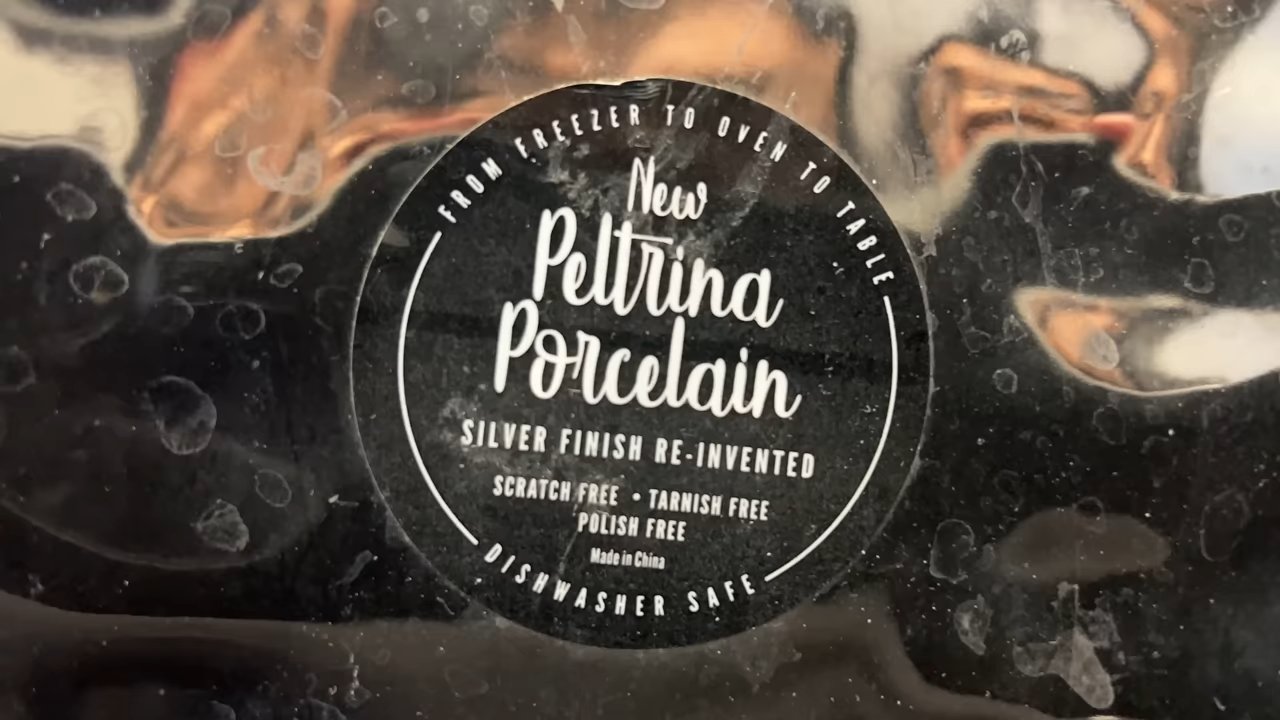 FROM FREEZER TO OVEN TO TABLE
New
Peltrina
Porcelain
SILVER FINISH RE-INVENTED
SCRATCH FREE • TARNISH FREE
POLISH FREE
Made in China
DISHWASHER SAFE